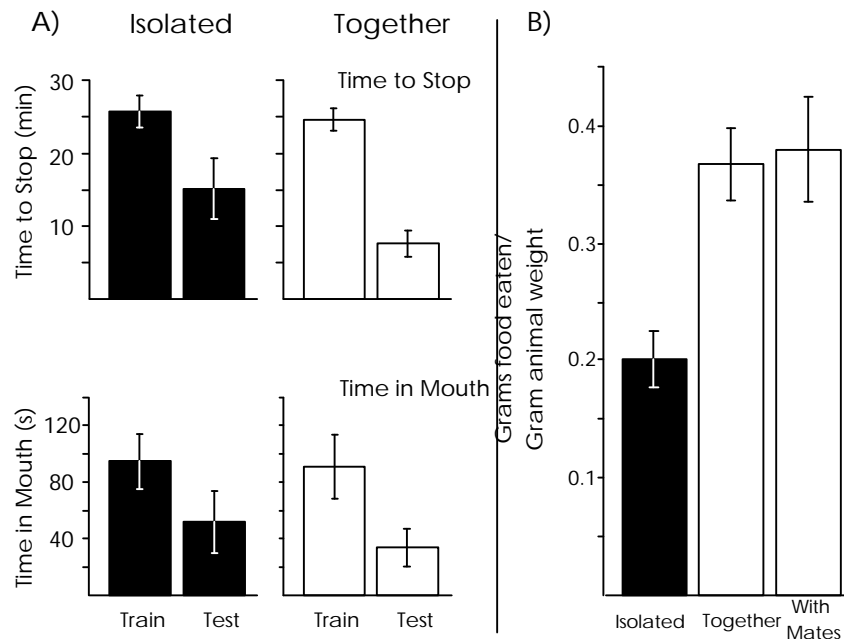 A)
Isolated
Together
B)
Time to Stop
Time to Stop (min)
30
20
10
Time in Mouth
Time in Mouth (s)
120
80
40
Train
Test
Train
Test
Grams food eaten/
Gram animal weight
0.4
0.3
0.2
0.1
Isolated
Together
With
Mates